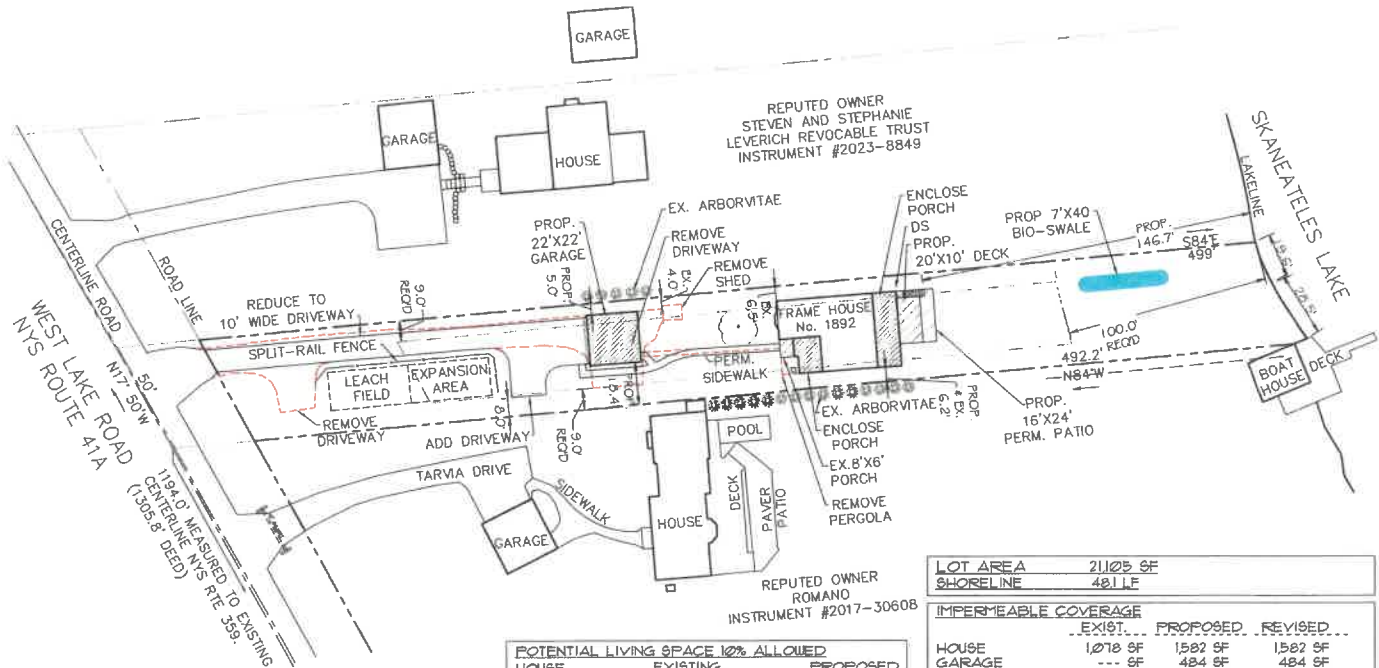 GARAGE
REPUTED OWNER
STEVEN AND STEPHANIE
LEVERICH REVOCABLE TRUST
INSTRUMENT #2023-8849
GARAGE
HOUSE
SKANEATELES LAKE
LAKELINE
CENTERLINE ROAD
ROAD LINE
WEST LAKE ROAD
NYS ROUTE 41A
N17° 50'W
50'
1194.0' MEASURED TO EXISTING
CENTERLINE NYS RTE 359.
(1305.8' DEED)
REDUCE TO
10' WIDE DRIVEWAY
9.0'
REQ'D
SPLIT-RAIL FENCE
LEACH
FIELD
EXPANSION
AREA
REMOVE
DRIVEWAY
ADD DRIVEWAY
8.0'
PROP.
22'X22'
GARAGE
PROP.
5.0'
EX. ARBORVITAE
REMOVE
DRIVEWAY
EX.
4.0'
REMOVE
SHED
PROP.
15.4'
9.0'
REQ'D
PERM.
SIDEWALK
EX.
6.5'
FRAME HOUSE
No. 1892
ENCLOSE
PORCH
DS
PROP.
20'X10' DECK
PROP 7'X40
BIO-SWALE
PROP.
146.7'
S84°E
499'
19.6'
28.5'
100.0'
REQ'D
492.2'
N84°W
BOAT
HOUSE
DECK
PROP.
16'X24'
PERM. PATIO
PROP.
& EX.
6.2'
EX. ARBORVITAE
ENCLOSE
PORCH
EX.8'X6'
PORCH
REMOVE
PERGOLA
POOL
DECK
PAVER
PATIO
HOUSE
TARVIA DRIVE
SIDEWALK
GARAGE
REPUTED OWNER
ROMANO
INSTRUMENT #2017-30608
LOT AREA 21,105 SF
SHORELINE 48.1 LF
IMPERMEABLE COVERAGE
EXIST. PROPOSED REVISED
HOUSE 1,078 SF 1,582 SF 1,582 SF
GARAGE --- SF 484 SF 484 SF
POTENTIAL LIVING SPACE 10% ALLOWED
HOUSE EXISTING PROPOSED